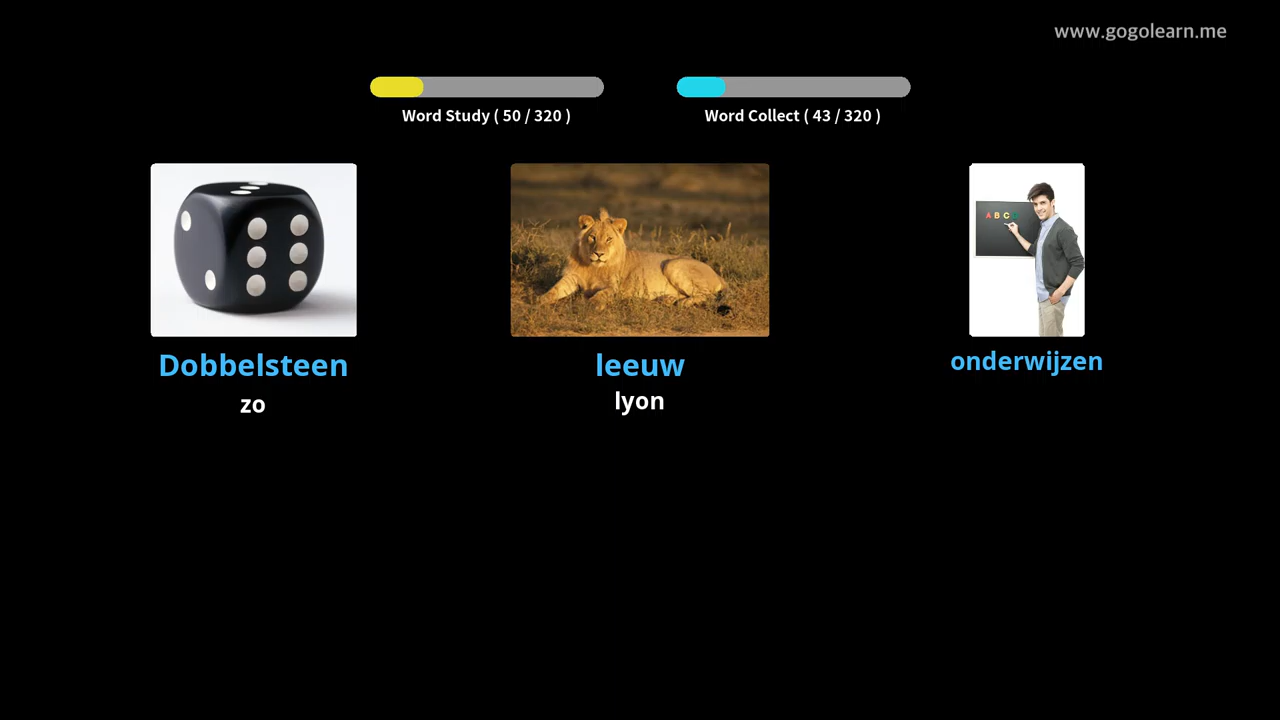 www.gogolearn.me
Word Study ( 50 / 320 )
Word Collect ( 43 / 320 )
Dobbelsteen
zo
leeuw
lyon
onderwijzen
A B C D